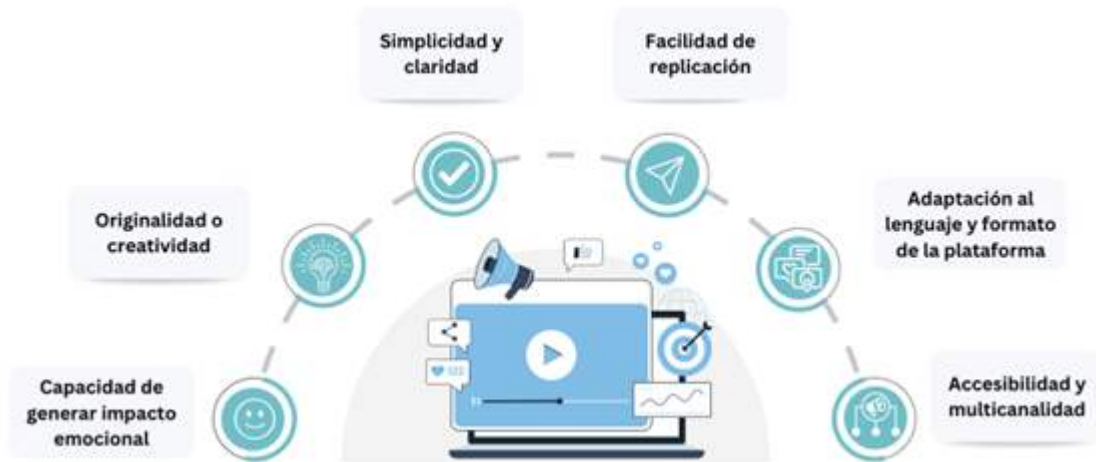 Simplicidad y
claridad
Facilidad de
replicación
Originalidad o
creatividad
Adaptación al
lenguaje y formato
de la plataforma
Capacidad de
generar impacto
emocional
Accesibilidad y
multicanalidad